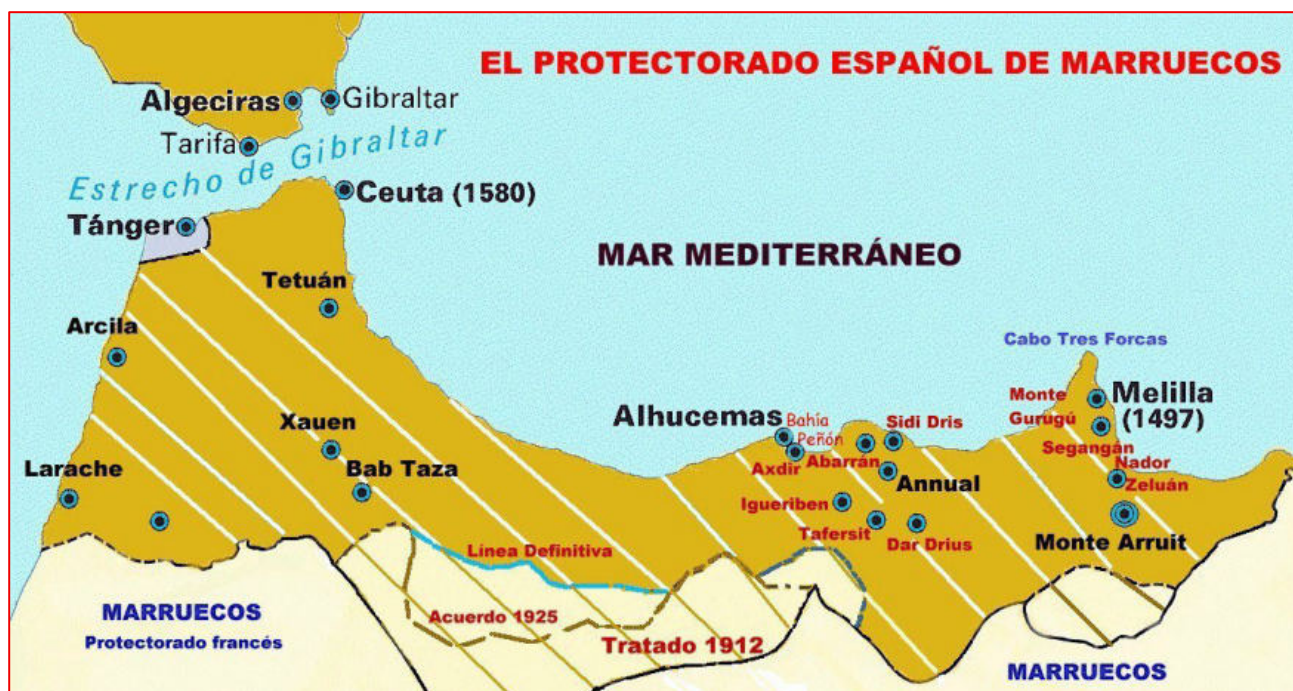 EL PROTECTORADO ESPAÑOL DE MARRUECOS
Algeciras
Gibraltar
Tarifa
Estrecho de Gibraltar
Ceuta (1580)
Tánger
MAR MEDITERRÁNEO
Tetuán
Arcila
Cabo Tres Forcas
Melilla
(1497)
Monte
Gurugú
Alhucemas
Bahía
Peñón
Sidi Dris
Xauen
Segangán
Axdir
Abarrán
Nador
Bab Taza
Annual
Zeluán
Larache
Igueriben
Tafersit
Dar Drius
Monte Arruit
Línea Definitiva
MARRUECOS
Protectorado francés
Acuerdo 1925
Tratado 1912
MARRUECOS